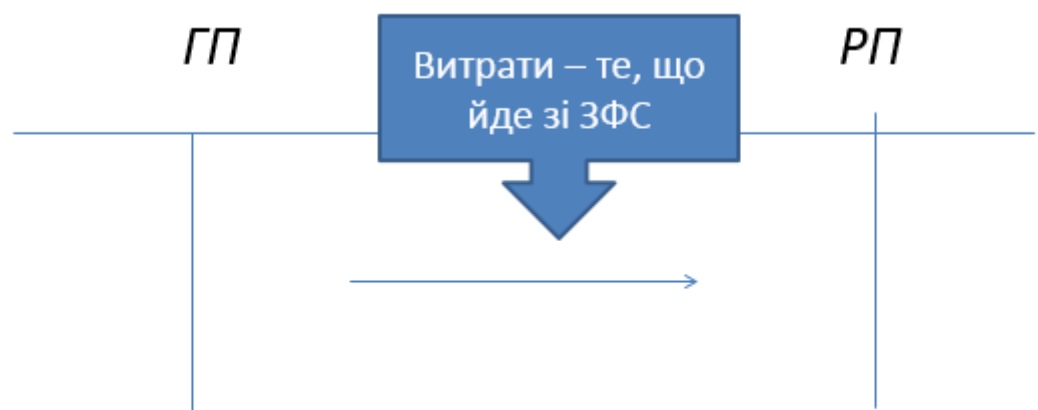 ГП
Витрати – те, що
йде зі ЗФС
РП